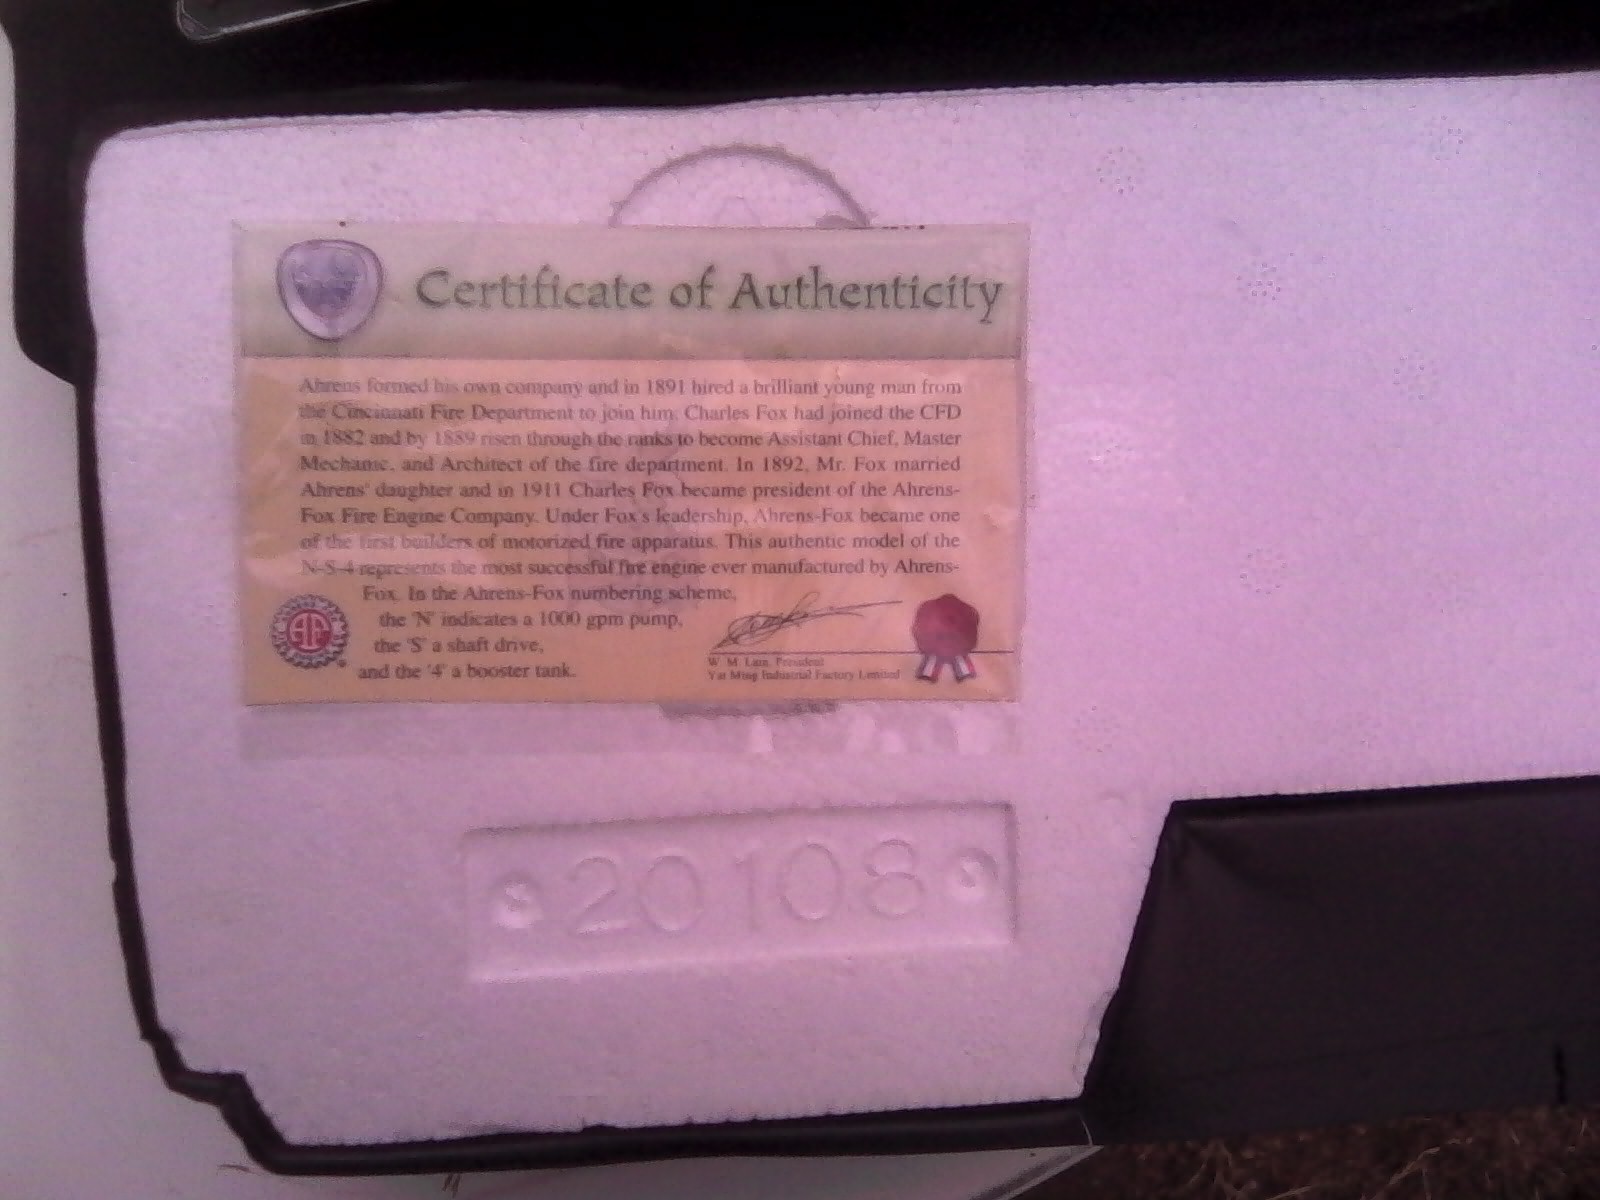 Certificate of Authenticity
Ahrens formed his own company and in 1891 hired a brilliant young man from
the Cincinnati Fire Department to join him. Charles Fox had joined the CFD
in 1882 and by 1889 risen through the ranks to become Assistant Chief, Master
Mechanic, and Architect of the fire department. In 1892, Mr. Fox married
Ahrens' daughter and in 1911 Charles Fox became president of the Ahrens-
Fox Fire Engine Company. Under Fox's leadership, Ahrens-Fox became one
of the first builders of motorized fire apparatus. This authentic model of the
N-S-4 represents the most successful fire engine ever manufactured by Ahrens-
Fox. In the Ahrens-Fox numbering scheme,
the 'N' indicates a 1000 gpm pump,
the 'S' a shaft drive,
and the '4' a booster tank.
W. M. Lam, President
Yat Ming Industrial Factory Limited
20108